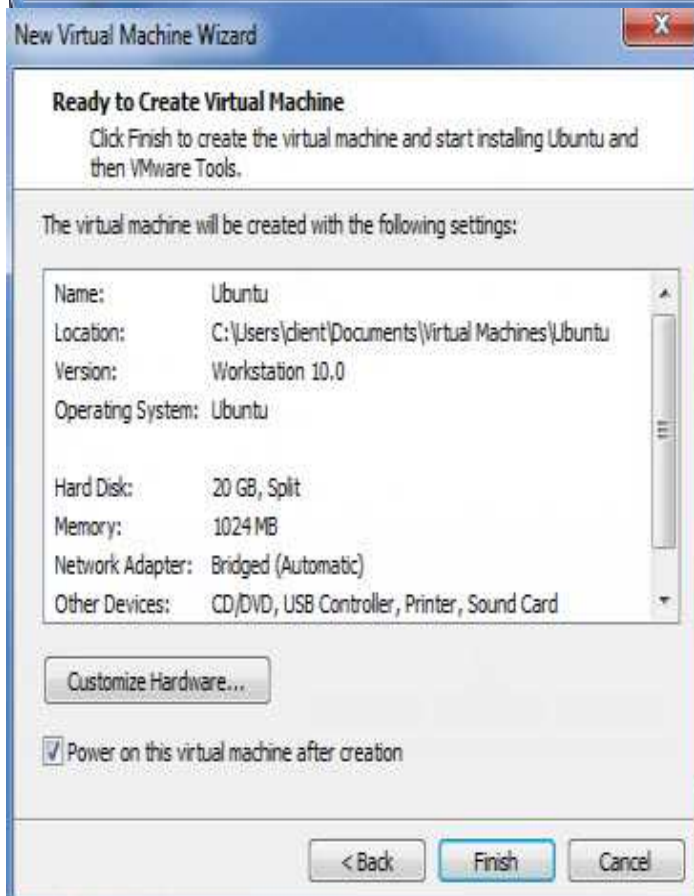 New Virtual Machine Wizard
X
Ready to Create Virtual Machine
Click Finish to create the virtual machine and start installing Ubuntu and
then VMware Tools.
The virtual machine will be created with the following settings:
Name: Ubuntu
Location: C:\Users\client\Documents\Virtual Machines\Ubuntu
Version: Workstation 10.0
Operating System: Ubuntu
Hard Disk: 20 GB, Split
Memory: 1024 MB
Network Adapter: Bridged (Automatic)
Other Devices: CD/DVD, USB Controller, Printer, Sound Card
Customize Hardware...
Power on this virtual machine after creation
< Back Finish Cancel